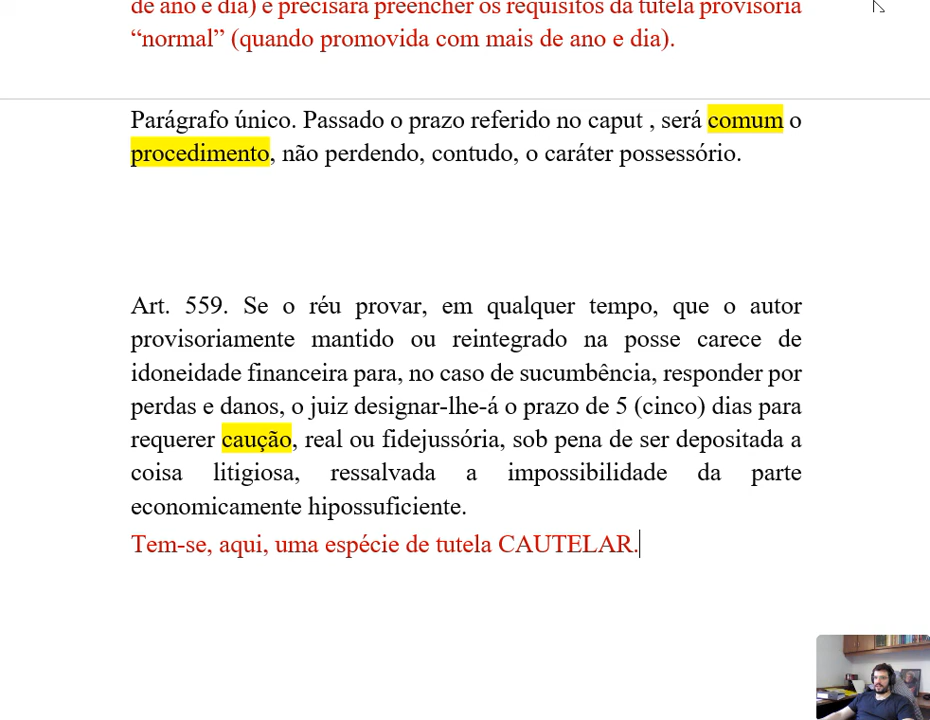 de ano e dia) e precisará preencher os requisitos da tutela provisória
“normal” (quando promovida com mais de ano e dia).
Parágrafo único. Passado o prazo referido no caput , será comum o
procedimento, não perdendo, contudo, o caráter possessório.
Art. 559. Se o réu provar, em qualquer tempo, que o autor
provisoriamente mantido ou reintegrado na posse carece de
idoneidade financeira para, no caso de sucumbência, responder por
perdas e danos, o juiz designar-lhe-á o prazo de 5 (cinco) dias para
requerer caução, real ou fidejussória, sob pena de ser depositada a
coisa litigiosa, ressalvada a impossibilidade da parte
economicamente hipossuficiente.
Tem-se, aqui, uma espécie de tutela CAUTELAR.